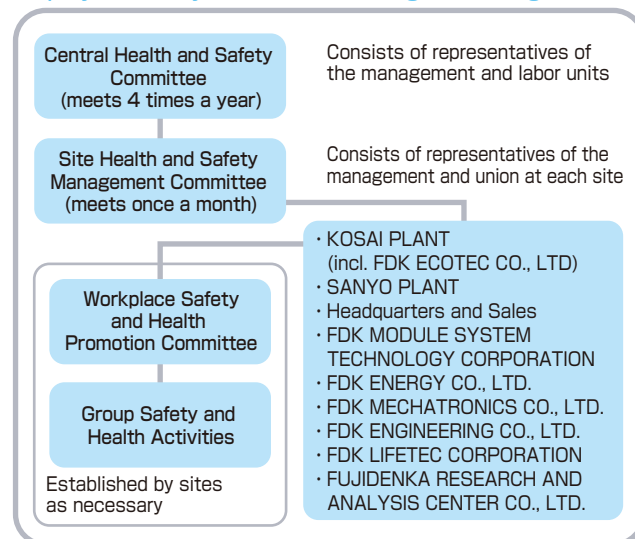 Central Health and Safety
Committee
(meets 4 times a year)
Consists of representatives of
the management and labor units
Site Health and Safety
Management Committee
(meets once a month)
Consists of representatives of the
management and union at each site
Workplace Safety
and Health
Promotion Committee
Group Safety and
Health Activities
Established by sites
as necessary
· KOSAI PLANT
(incl. FDK ECOTEC CO., LTD)
· SANYO PLANT
· Headquarters and Sales
· FDK MODULE SYSTEM
TECHNOLOGY CORPORATION
· FDK ENERGY CO., LTD.
· FDK MECHATRONICS CO., LTD.
· FDK ENGINEERING CO., LTD.
· FDK LIFETEC CORPORATION
· FUJIDENKA RESEARCH AND
ANALYSIS CENTER CO., LTD.